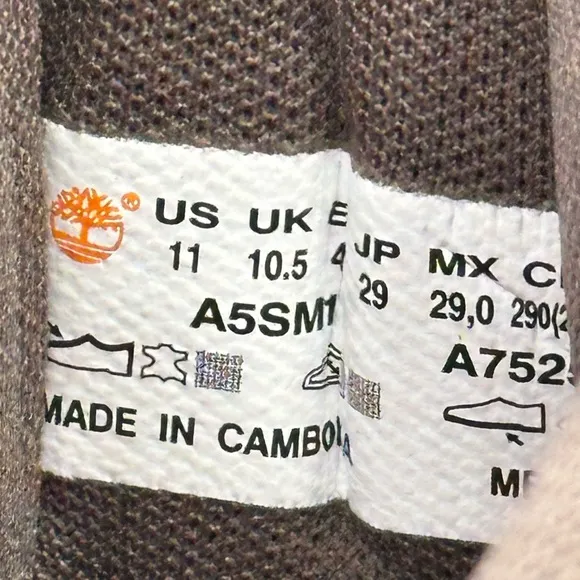 US UK E JP MX C
11 10.5 4 29 29,0 290(2
A5SM1 A752
MADE IN CAMBO A M